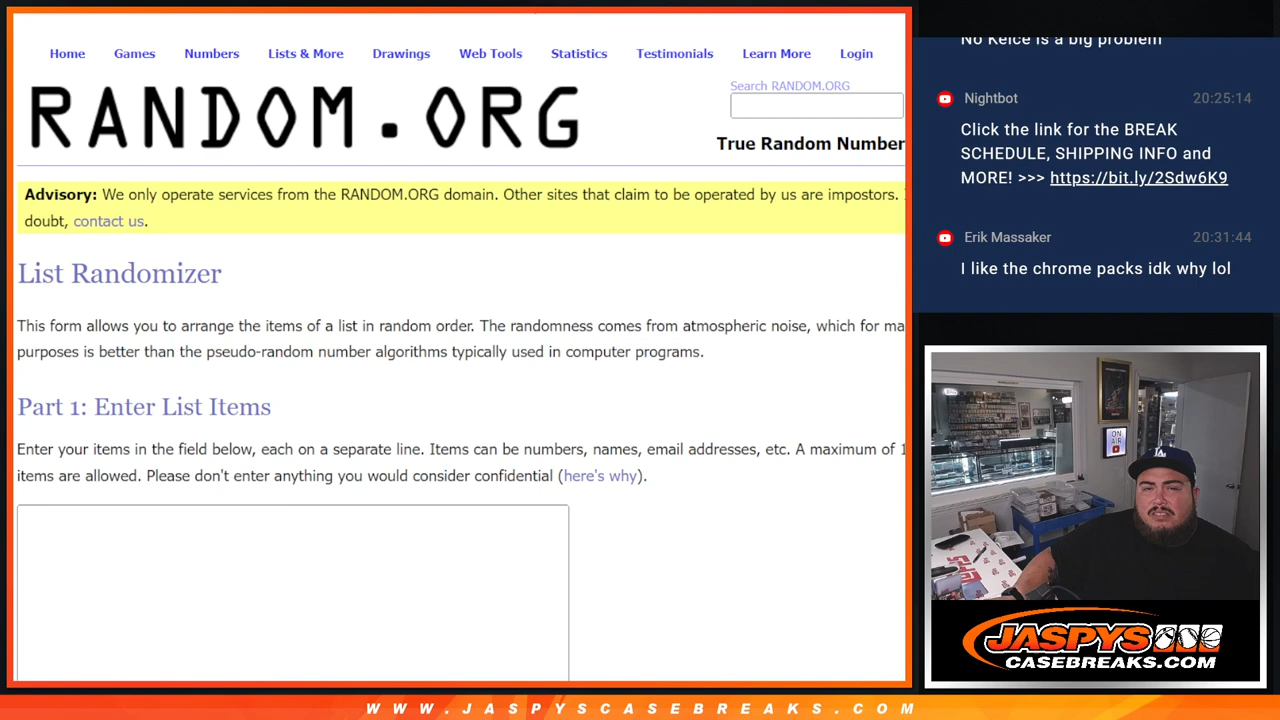 Home Games Numbers Lists & More Drawings Web Tools Statistics Testimonials Learn More Login
RANDOM.ORG
Search RANDOM.ORG
True Random Number
Advisory: We only operate services from the RANDOM.ORG domain. Other sites that claim to be operated by us are impostors.
doubt, contact us.
List Randomizer
This form allows you to arrange the items of a list in random order. The randomness comes from atmospheric noise, which for ma
purposes is better than the pseudo-random number algorithms typically used in computer programs.
Part 1: Enter List Items
Enter your items in the field below, each on a separate line. Items can be numbers, names, email addresses, etc. A maximum of 1
items are allowed. Please don't enter anything you would consider confidential (here's why).
No Kelce is a big problem
Nightbot 20:25:14
Click the link for the BREAK
SCHEDULE, SHIPPING INFO and
MORE! >>> https://bit.ly/2Sdw6K9
Erik Massaker 20:31:44
I like the chrome packs idk why lol
ON
AIR
LA
JASPYS
CASEBREAKS.COM
WWW.JASPYSCASEBREAKS.COM